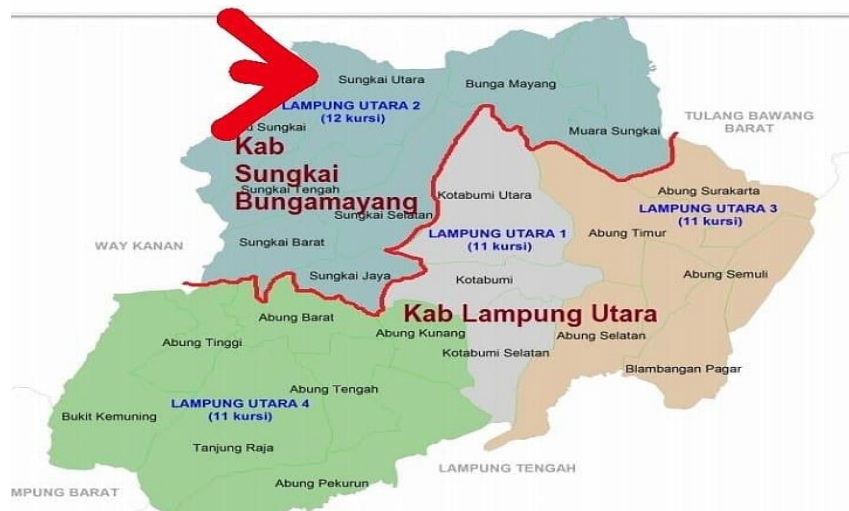 Sungkai Utara
Bunga Mayang
LAMPUNG UTARA 2
(12 kursi)
Sungkai
Muara Sungkai
TULANG BAWANG
BARAT
Kab
Sungkai
Bungamayang
Sungkai Tengah
Sungkai Selatan
Kotabumi Utara
Abung Surakarta
LAMPUNG UTARA 3
(11 kursi)
LAMPUNG UTARA 1
(11 kursi)
Abung Timur
WAY KANAN
Sungkai Barat
Sungkai Jaya
Kotabumi
Abung Semuli
Kab Lampung Utara
Abung Barat
Abung Kunang
Abung Selatan
Abung Tinggi
Kotabumi Selatan
Blambangan Pagar
Abung Tengah
LAMPUNG UTARA 4
(11 kursi)
Bukit Kemuning
Tanjung Raja
LAMPUNG TENGAH
Abung Pekurun
MPUNG BARAT